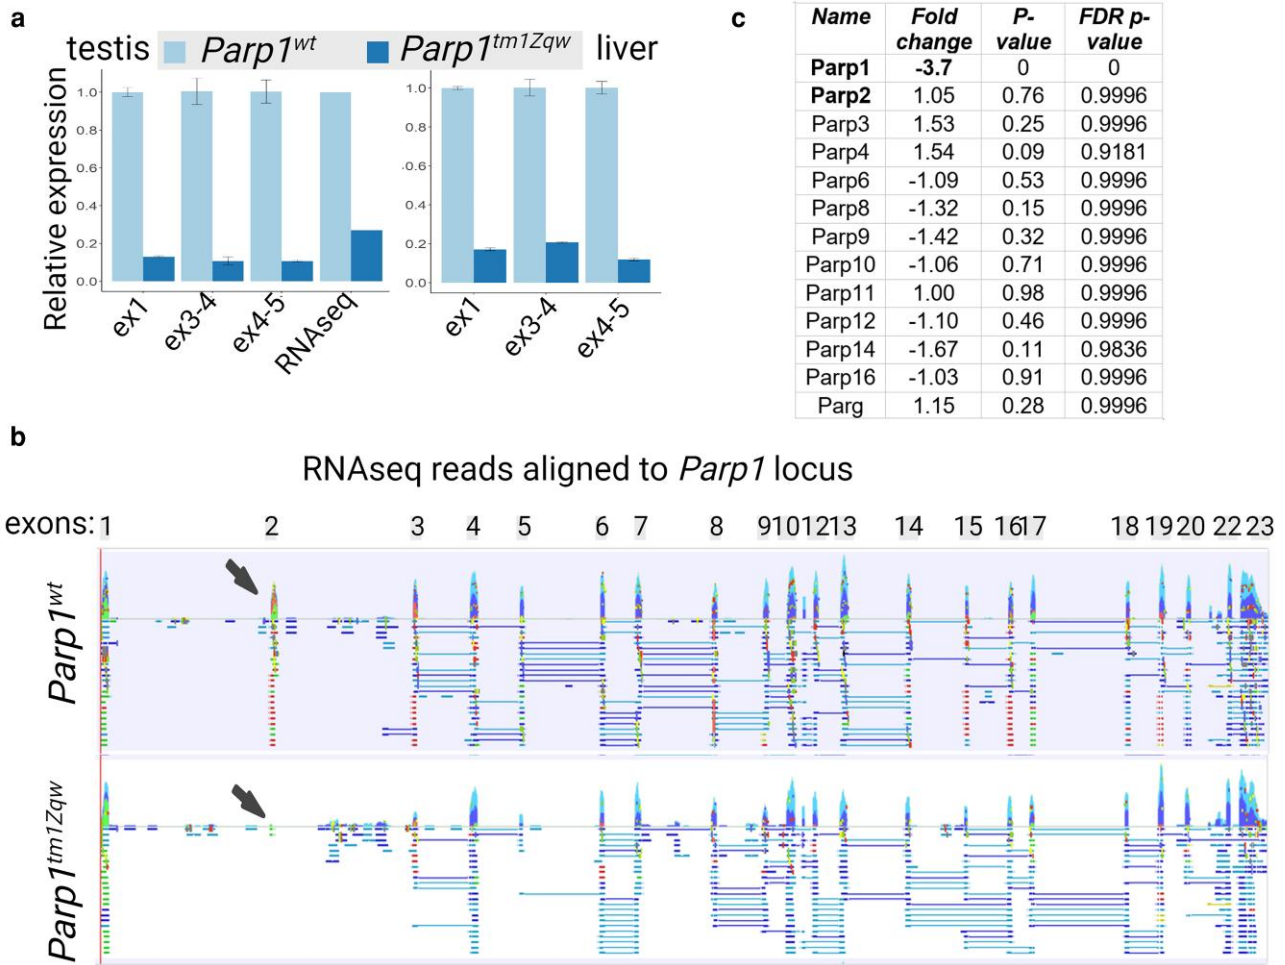 a
testis Parp1wt Parp1tm1Zqw liver
Relative expression
1.0
0.8
0.6
0.4
0.2
0.0
ex1 ex3-4 ex4-5 RNAseq
1.0
0.8
.0.6
0.4
0.2
0.0
ex1 ex3-4 ex4-5
c
Name Fold change P-value FDR p-value
Parp1 -3.7 0 0
Parp2 1.05 0.76 0.9996
Parp3 1.53 0.25 0.9996
Parp4 1.54 0.09 0.9181
Parp6 -1.09 0.53 0.9996
Parp8 -1.32 0.15 0.9996
Parp9 -1.42 0.32 0.9996
Parp10 -1.06 0.71 0.9996
Parp11 1.00 0.98 0.9996
Parp12 -1.10 0.46 0.9996
Parp14 -1.67 0.11 0.9836
Parp16 -1.03 0.91 0.9996
Parg 1.15 0.28 0.9996
b
RNAseq reads aligned to Parp1 locus
exons: 1 2 3 4 5 6 7 8 9 10 12 13 14 15 16 17 18 19 20 22 23
Parp1wt
Parp1tm1Zqw